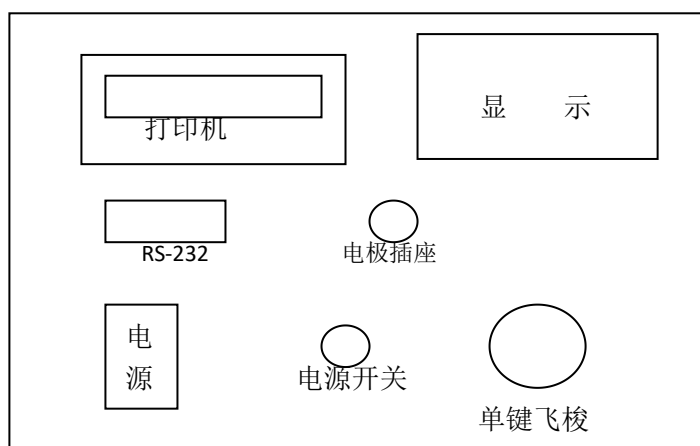 显 示
打印机
RS-232
电极插座
电
源
电源开关
单键飞梭